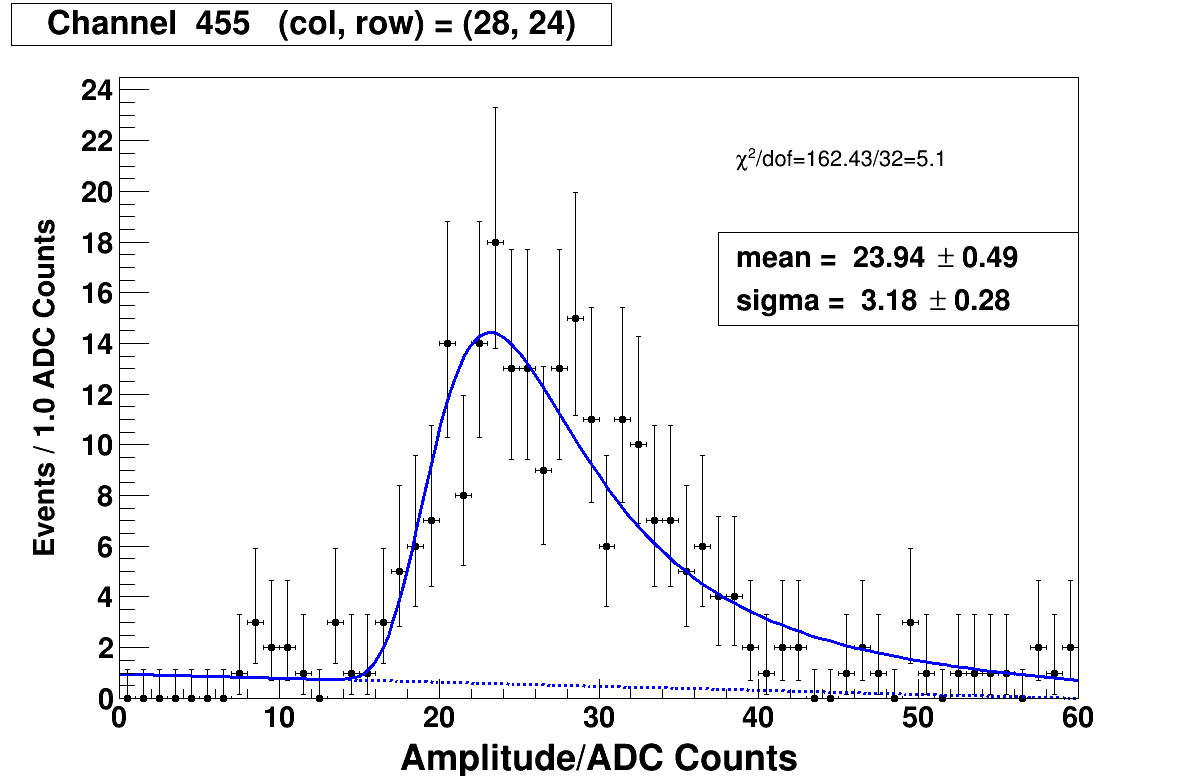 Channel 455 (col, row) = (28, 24)
24
22
20
18
16
14
12
10
8
6
4
2
0
Events / 1.0 ADC Counts
χ²/dof=162.43/32=5.1
mean = 23.94 ± 0.49
sigma = 3.18 ± 0.28
0 10 20 30 40 50 60
Amplitude/ADC Counts